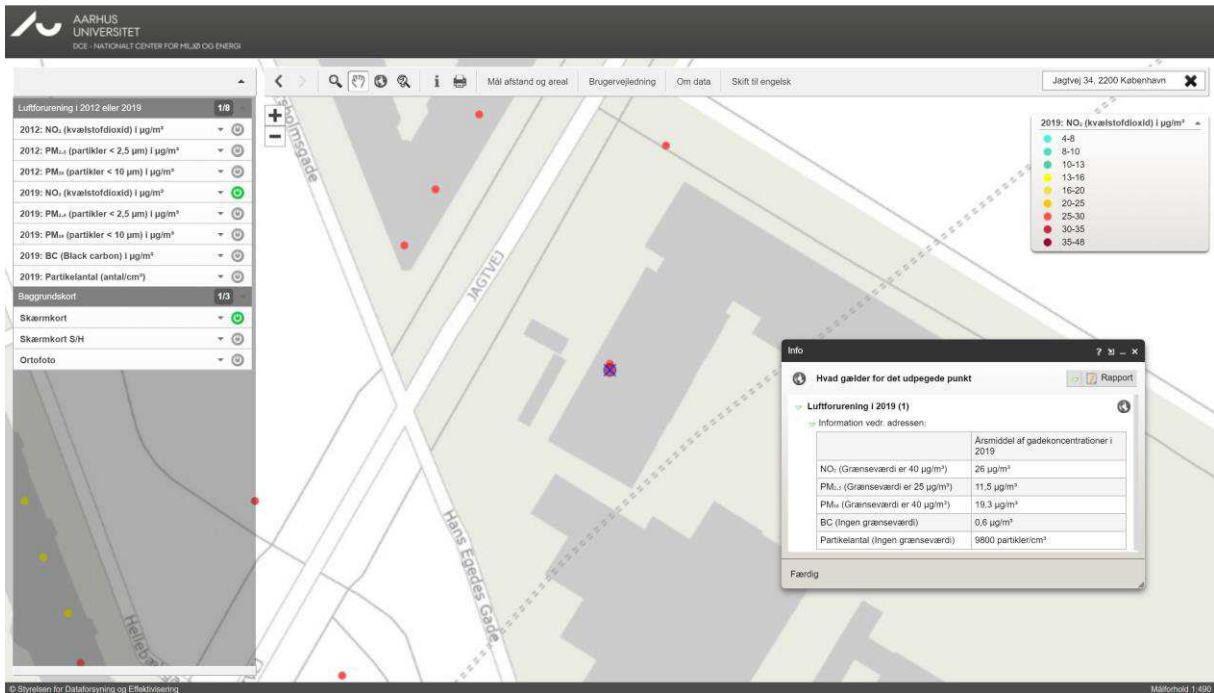 AARHUS
UNIVERSITET
DCE - NATIONALT CENTER FOR MILJØ OG ENERGI
Mål afstand og areal
Brugervejledning
Om data
Skift til engelsk
Jagtvej 34, 2200 København
Luftforurening i 2012 eller 2019 1/8
2012: NO₂ (kvælstofdioxid) i µg/m³
2012: PM₂.₅ (partikler < 2,5 µm) i µg/m³
2012: PM₁₀ (partikler < 10 µm) i µg/m³
2019: NO₂ (kvælstofdioxid) i µg/m³
2019: PM₂.₅ (partikler < 2,5 µm) i µg/m³
2019: PM₁₀ (partikler < 10 µm) i µg/m³
2019: BC (Black carbon) i µg/m³
2019: Partikelantal (antal/cm³)
Baggrundskort 1/3
Skærmkort
Skærmkort S/H
Ortofoto
JAGTVEJ
Hans Egedes Gade
2019: NO₂ (kvælstofdioxid) i µg/m³
4-8
8-10
10-13
13-16
16-20
20-25
25-30
30-35
35-48
Info
Hvad gælder for det udpegede punkt
Rapport
Luftforurening i 2019 (1)
Information vedr. adressen:
Årsmiddel af gadekoncentrationer i
2019
NO₂ (Grænseværdi er 40 µg/m³) 26 µg/m³
PM₂.₅ (Grænseværdi er 25 µg/m³) 11,5 µg/m³
PM₁₀ (Grænseværdi er 40 µg/m³) 19,3 µg/m³
BC (Ingen grænseværdi) 0,6 µg/m³
Partikelantal (Ingen grænseværdi) 9800 partikler/cm³
Færdig
© Styrelsen for Dataforsyning og Effektivisering
Målforhold 1:490